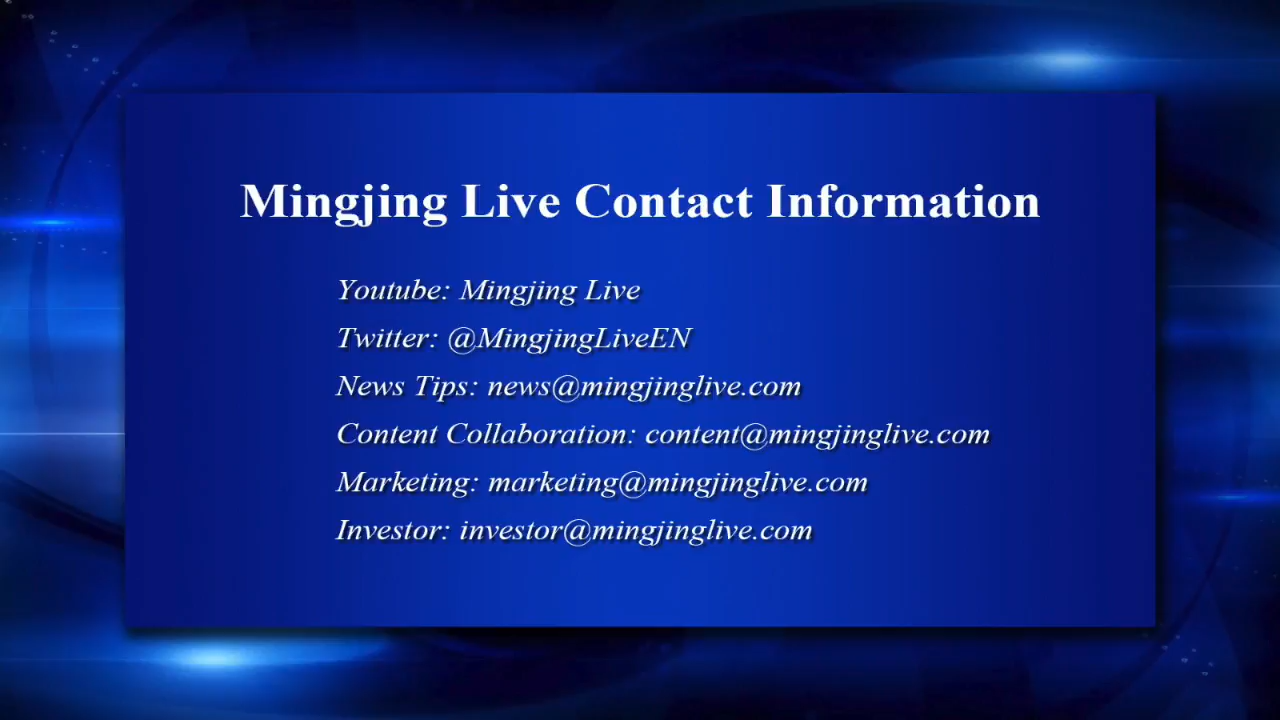 Mingjing Live Contact Information
Youtube: Mingjing Live
Twitter: @MingjingLiveEN
News Tips: news@mingjinglive.com
Content Collaboration: content@mingjinglive.com
Marketing: marketing@mingjinglive.com
Investor: investor@mingjinglive.com